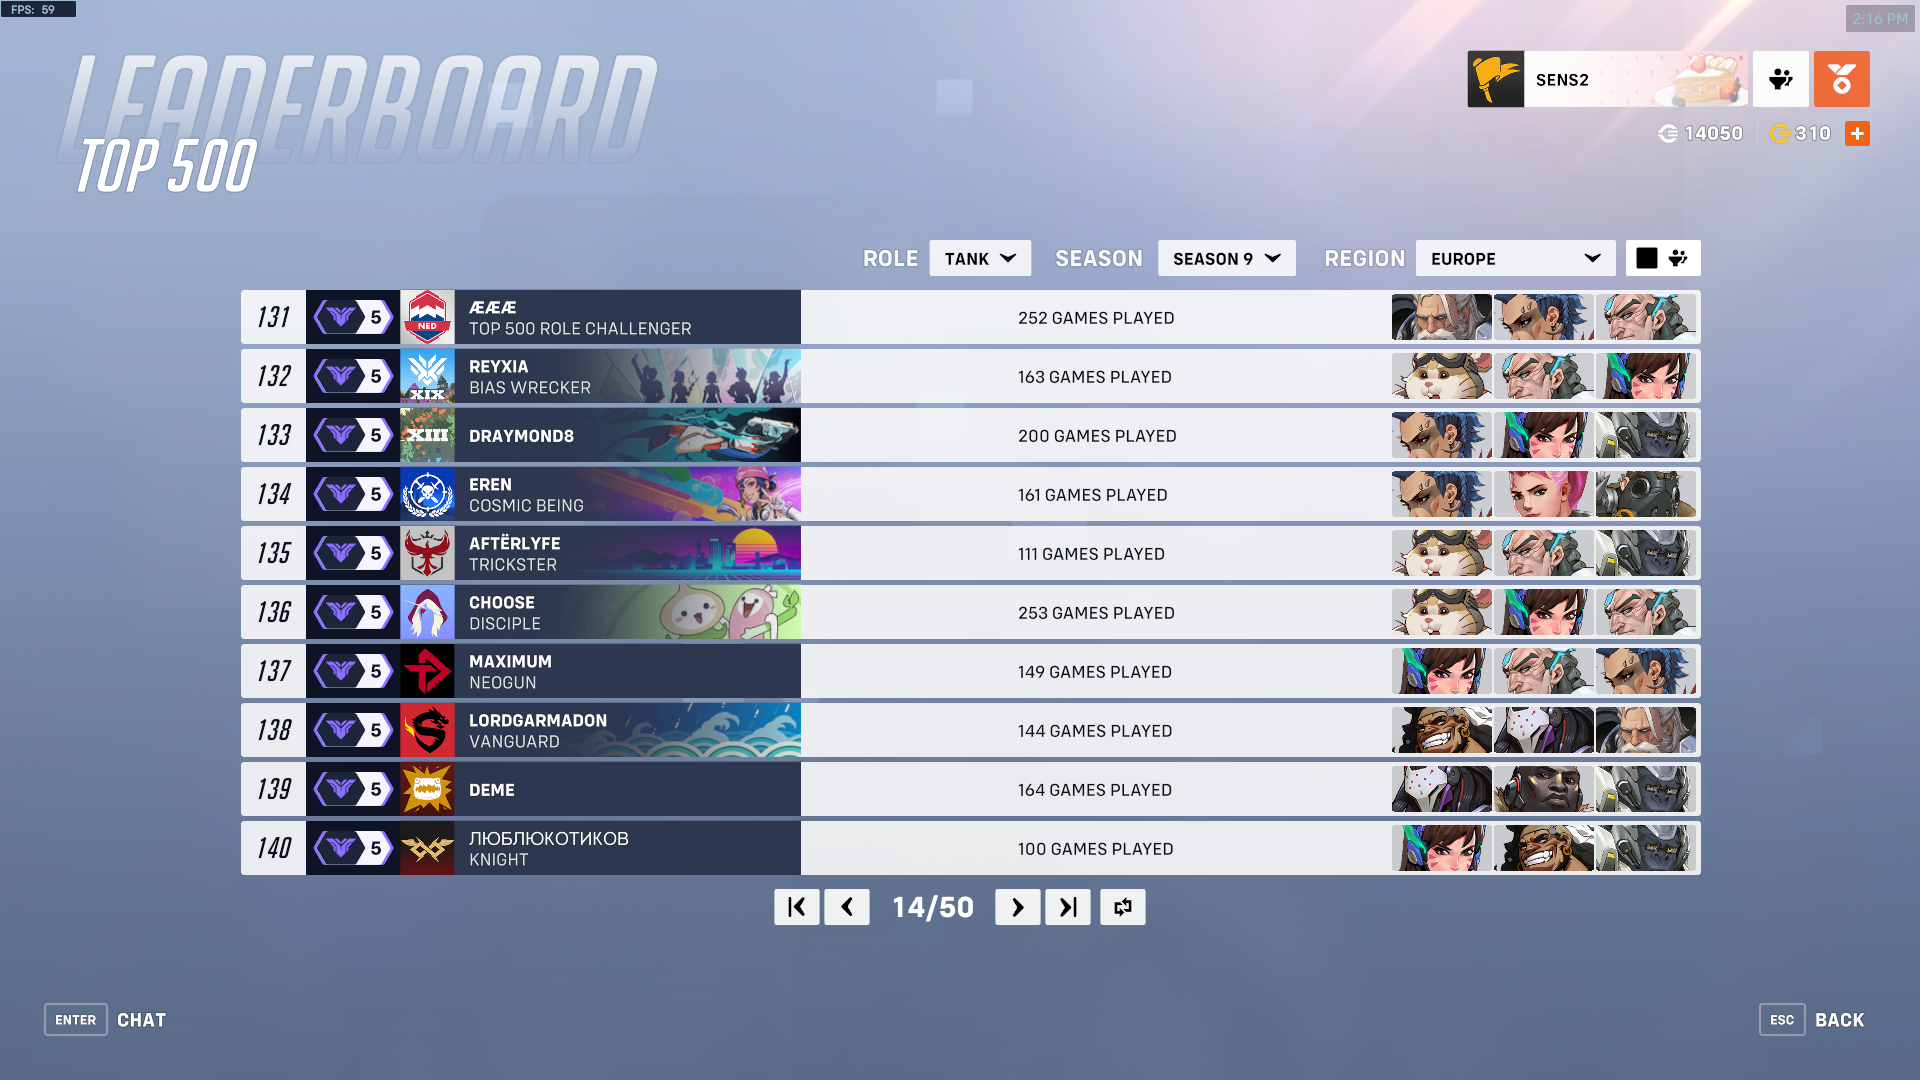 FPS: 59
2:16 PM
LEADERBOARD
TOP 500
SENS2
14050
310
ROLE TANK SEASON SEASON 9 REGION EUROPE
131 5 NED ÆÆÆ
TOP 500 ROLE CHALLENGER
252 GAMES PLAYED
132 5 XIX REYXIA
BIAS WRECKER
163 GAMES PLAYED
133 5 XIII DRAYMOND8
200 GAMES PLAYED
134 5 EREN
COSMIC BEING
161 GAMES PLAYED
135 5 AFTËRLYFE
TRICKSTER
111 GAMES PLAYED
136 5 CHOOSE
DISCIPLE
253 GAMES PLAYED
137 5 MAXIMUM
NEOGUN
149 GAMES PLAYED
138 5 LORDGARMADON
VANGUARD
144 GAMES PLAYED
139 5 DEME
164 GAMES PLAYED
140 5 ЛЮБЛЮКОТИКОВ
KNIGHT
100 GAMES PLAYED
14/50
ENTER CHAT
ESC BACK